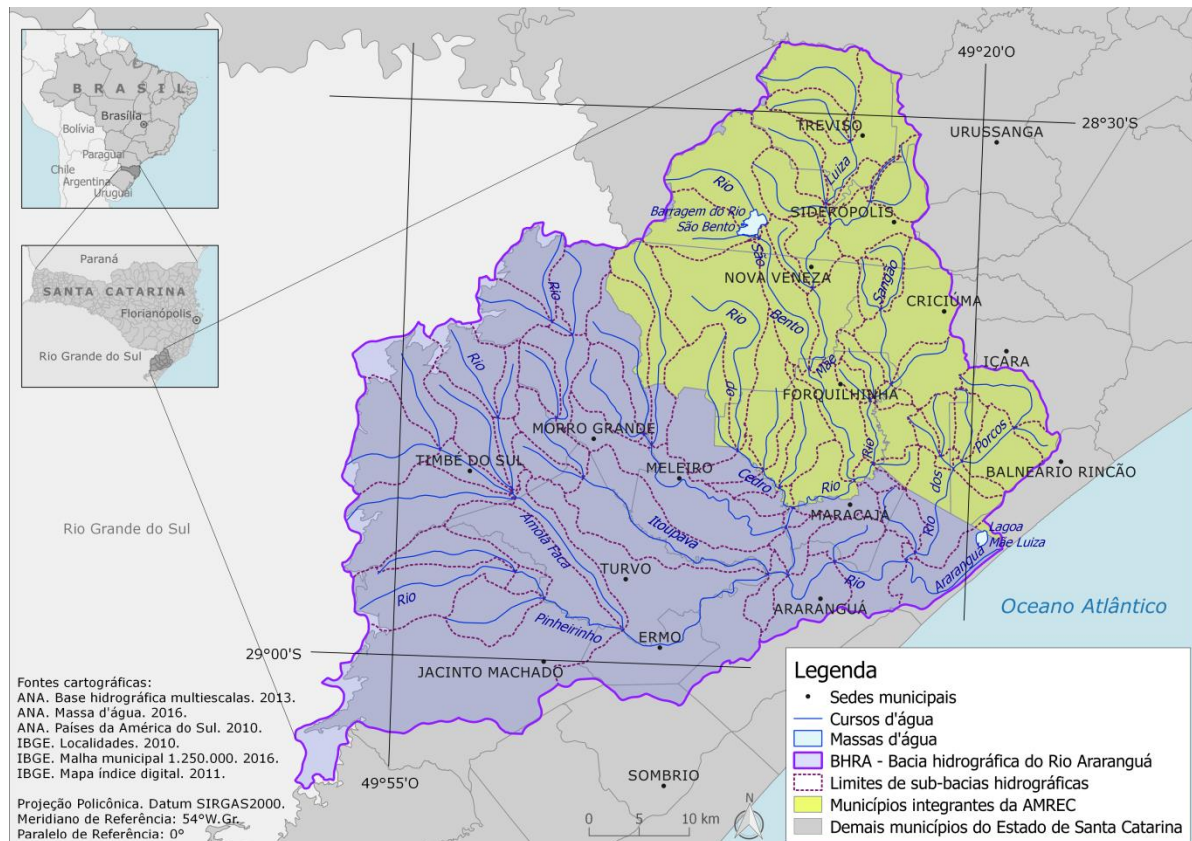 BRASIL
Brasília
Bolívia
Paraguai
Chile
Argentina
Uruguai
Paraná
SANTA CATARINA
Florianópolis
Rio Grande do Sul
49°20'O
28°30'S
TREVISO
URUSSANGA
Luiza
Rio
Barragem do Rio
São Bento
SIDERÓPOLIS
São
NOVA VENEZA
Sangão
CRICIÚMA
Rio
Rio
Bento
IÇARA
Rio
Mãe
FORQUILHINHA
do
MORRO GRANDE
Porcos
TIMBÉ DO SUL
MELEIRO
Rio
BALNEÁRIO RINCÃO
Cedro
Rio
dos
MARACAJÁ
Rio Grande do Sul
Amola Faca
Itoupava
Rio
Lagoa
Mãe Luiza
TURVO
Rio
Araranguá
Rio
ARARANGUÁ
Oceano Atlântico
Pinheirinho
ERMO
29°00'S
JACINTO MACHADO
49°55'O
SOMBRIO
N
0 5 10 km
Fontes cartográficas:
ANA. Base hidrográfica multiescalas. 2013.
ANA. Massa d'água. 2016.
ANA. Países da América do Sul. 2010.
IBGE. Localidades. 2010.
IBGE. Malha municipal 1.250.000. 2016.
IBGE. Mapa índice digital. 2011.
Projeção Policônica. Datum SIRGAS2000.
Meridiano de Referência: 54°W.Gr.
Paralelo de Referência: 0°
Legenda
Sedes municipais
Cursos d'água
Massas d'água
BHRA - Bacia hidrográfica do Rio Araranguá
Limites de sub-bacias hidrográficas
Municípios integrantes da AMREC
Demais municípios do Estado de Santa Catarina